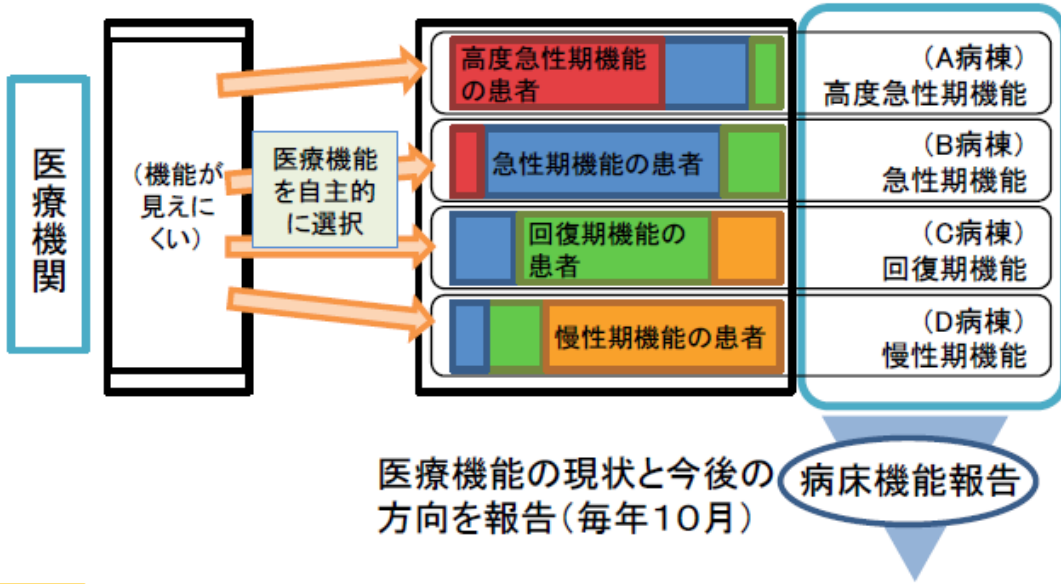 医療機関
(機能が
見えに
くい)
医療機能
を自主的
に選択
高度急性期機能
の患者
急性期機能の患者
回復期機能の
患者
慢性期機能の患者
(A病棟)
高度急性期機能
(B病棟)
急性期機能
(C病棟)
回復期機能
(D病棟)
慢性期機能
医療機能の現状と今後の
方向を報告(毎年10月)
病床機能報告